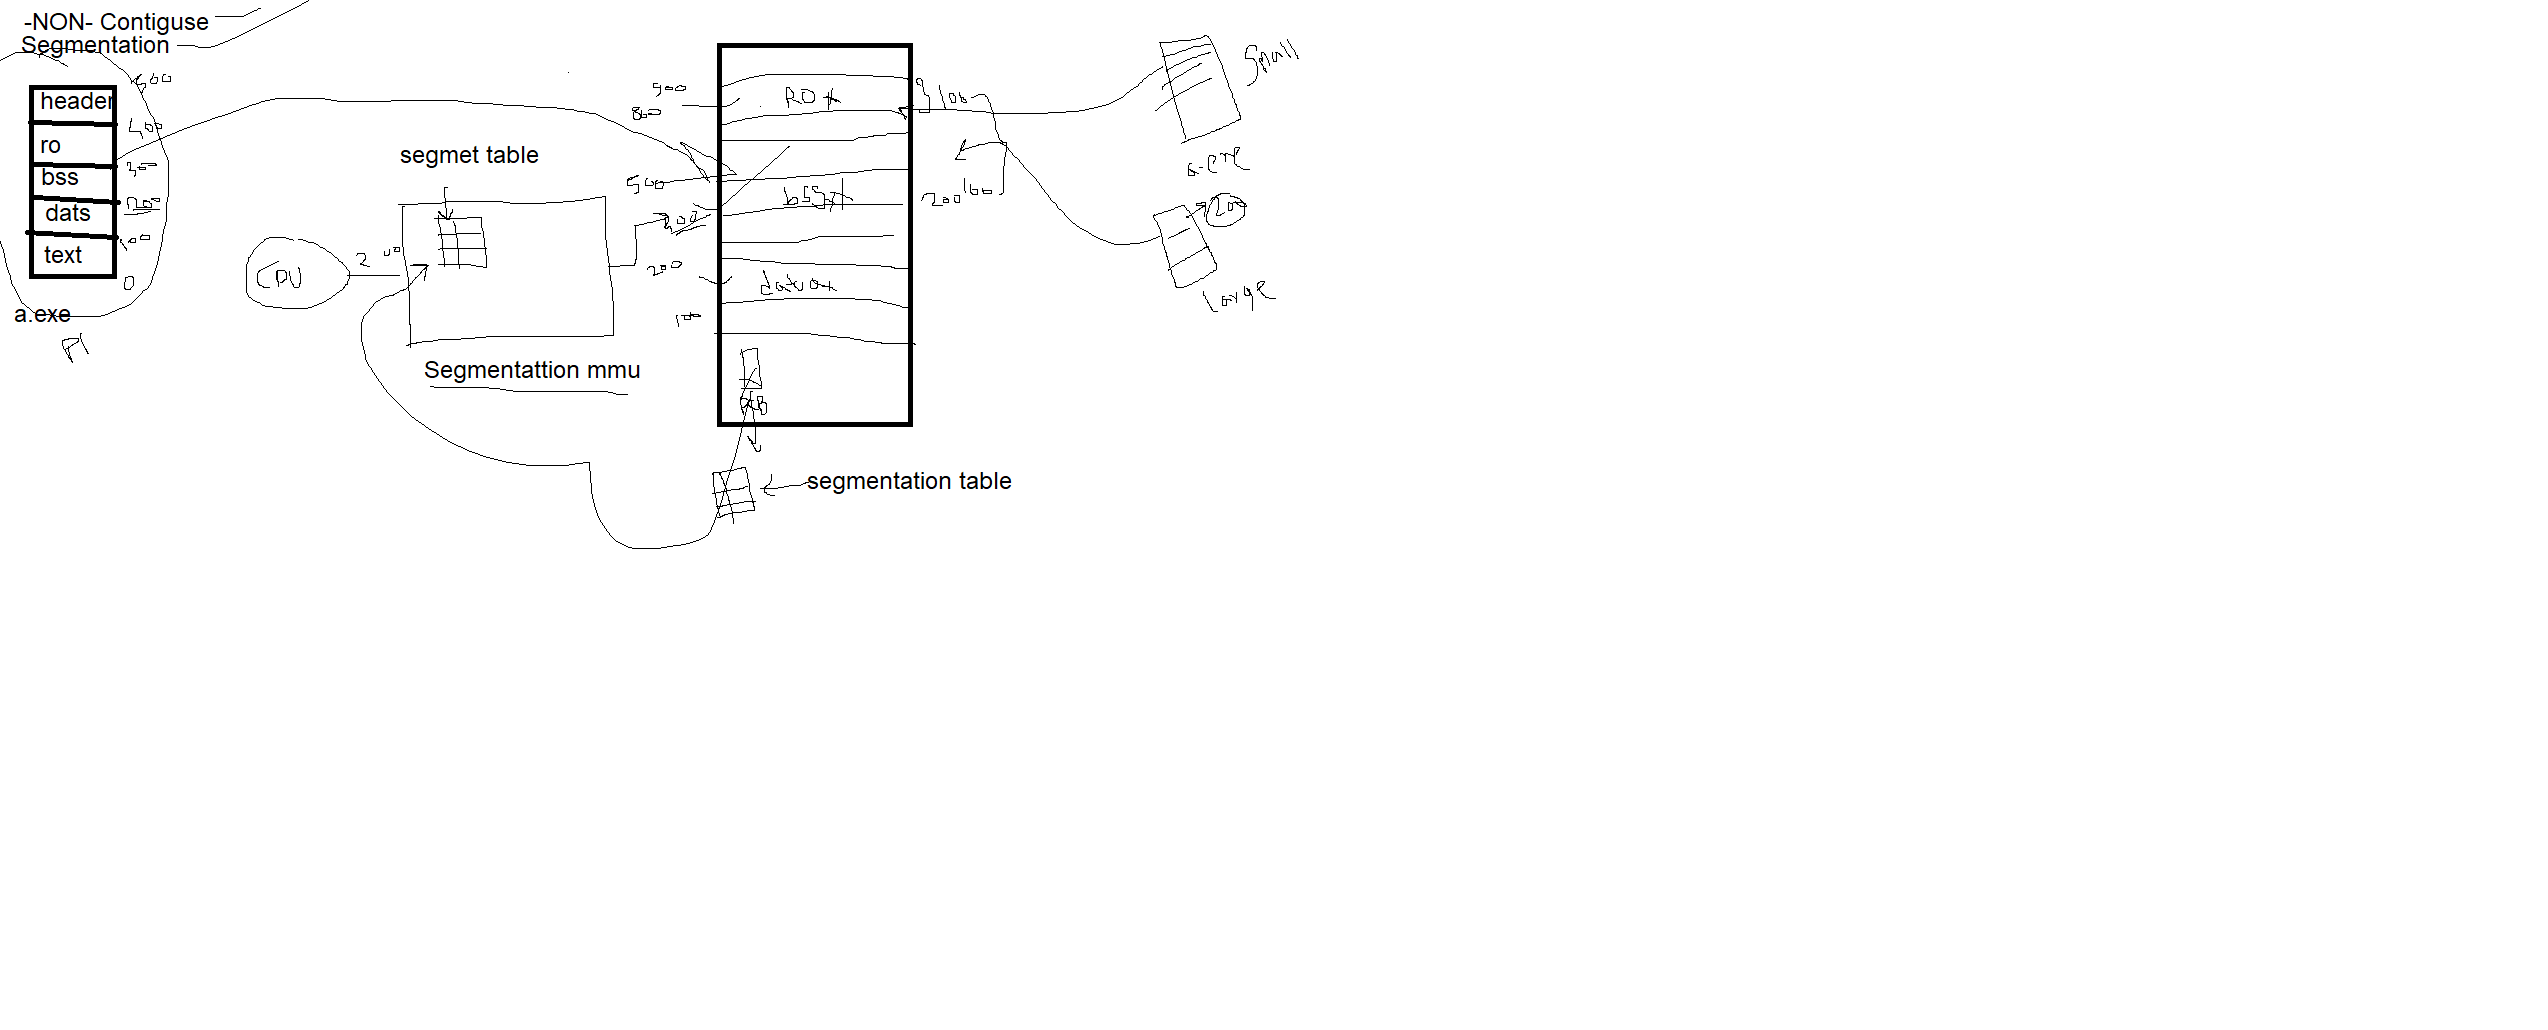 -NON- Contiguse
Segmentation
header
ro
bss
dats
text
500
400
300
200
100
0
a.exe
P1
CPU
200
segmet table
Segmentattion mmu
900
800
500
200
100
RO
bss
data
PCB
segmentation table
100
200
100
Small
a.exe
200
Large